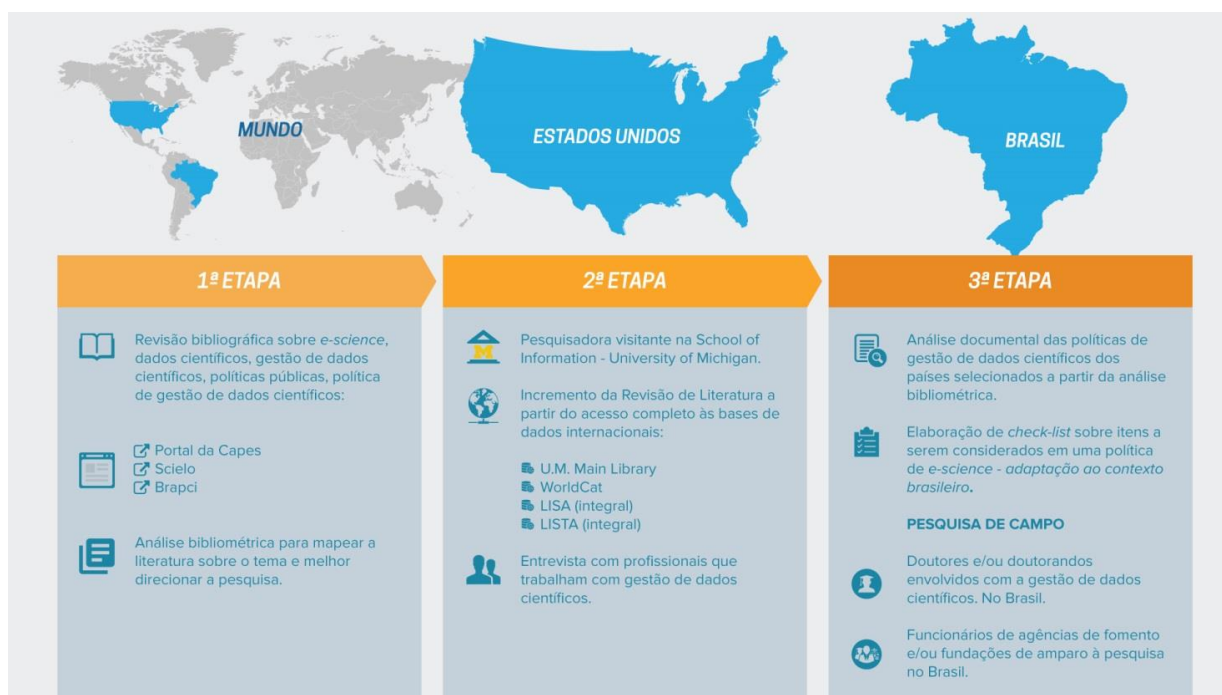 MUNDO
ESTADOS UNIDOS
BRASIL
1ª ETAPA
Revisão bibliográfica sobre e-science,
dados científicos, gestão de dados
científicos, políticas públicas, política
de gestão de dados científicos:
Portal da Capes
Scielo
Brapci
Análise bibliométrica para mapear a
literatura sobre o tema e melhor
direcionar a pesquisa.
2ª ETAPA
M
Pesquisadora visitante na School of
Information - University of Michigan.
Incremento da Revisão de Literatura a
partir do acesso completo às bases de
dados internacionais:
U.M. Main Library
WorldCat
LISA (integral)
LISTA (integral)
Entrevista com profissionais que
trabalham com gestão de dados
científicos.
3ª ETAPA
Análise documental das políticas de
gestão de dados científicos dos
países selecionados a partir da análise
bibliométrica.
Elaboração de check-list sobre itens a
serem considerados em uma política
de e-science - adaptação ao contexto
brasileiro.
PESQUISA DE CAMPO
Doutores e/ou doutorandos
envolvidos com a gestão de dados
científicos. No Brasil.
Funcionários de agências de fomento
e/ou fundações de amparo à pesquisa
no Brasil.